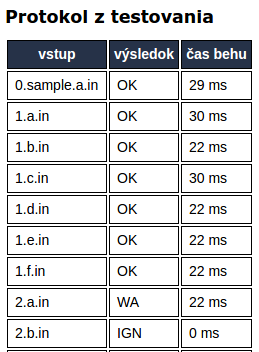 Protokol z testovania
vstup výsledok čas behu
0.sample.a.in OK 29 ms
1.a.in OK 30 ms
1.b.in OK 22 ms
1.c.in OK 30 ms
1.d.in OK 22 ms
1.e.in OK 22 ms
1.f.in OK 22 ms
2.a.in WA 22 ms
2.b.in IGN 0 ms